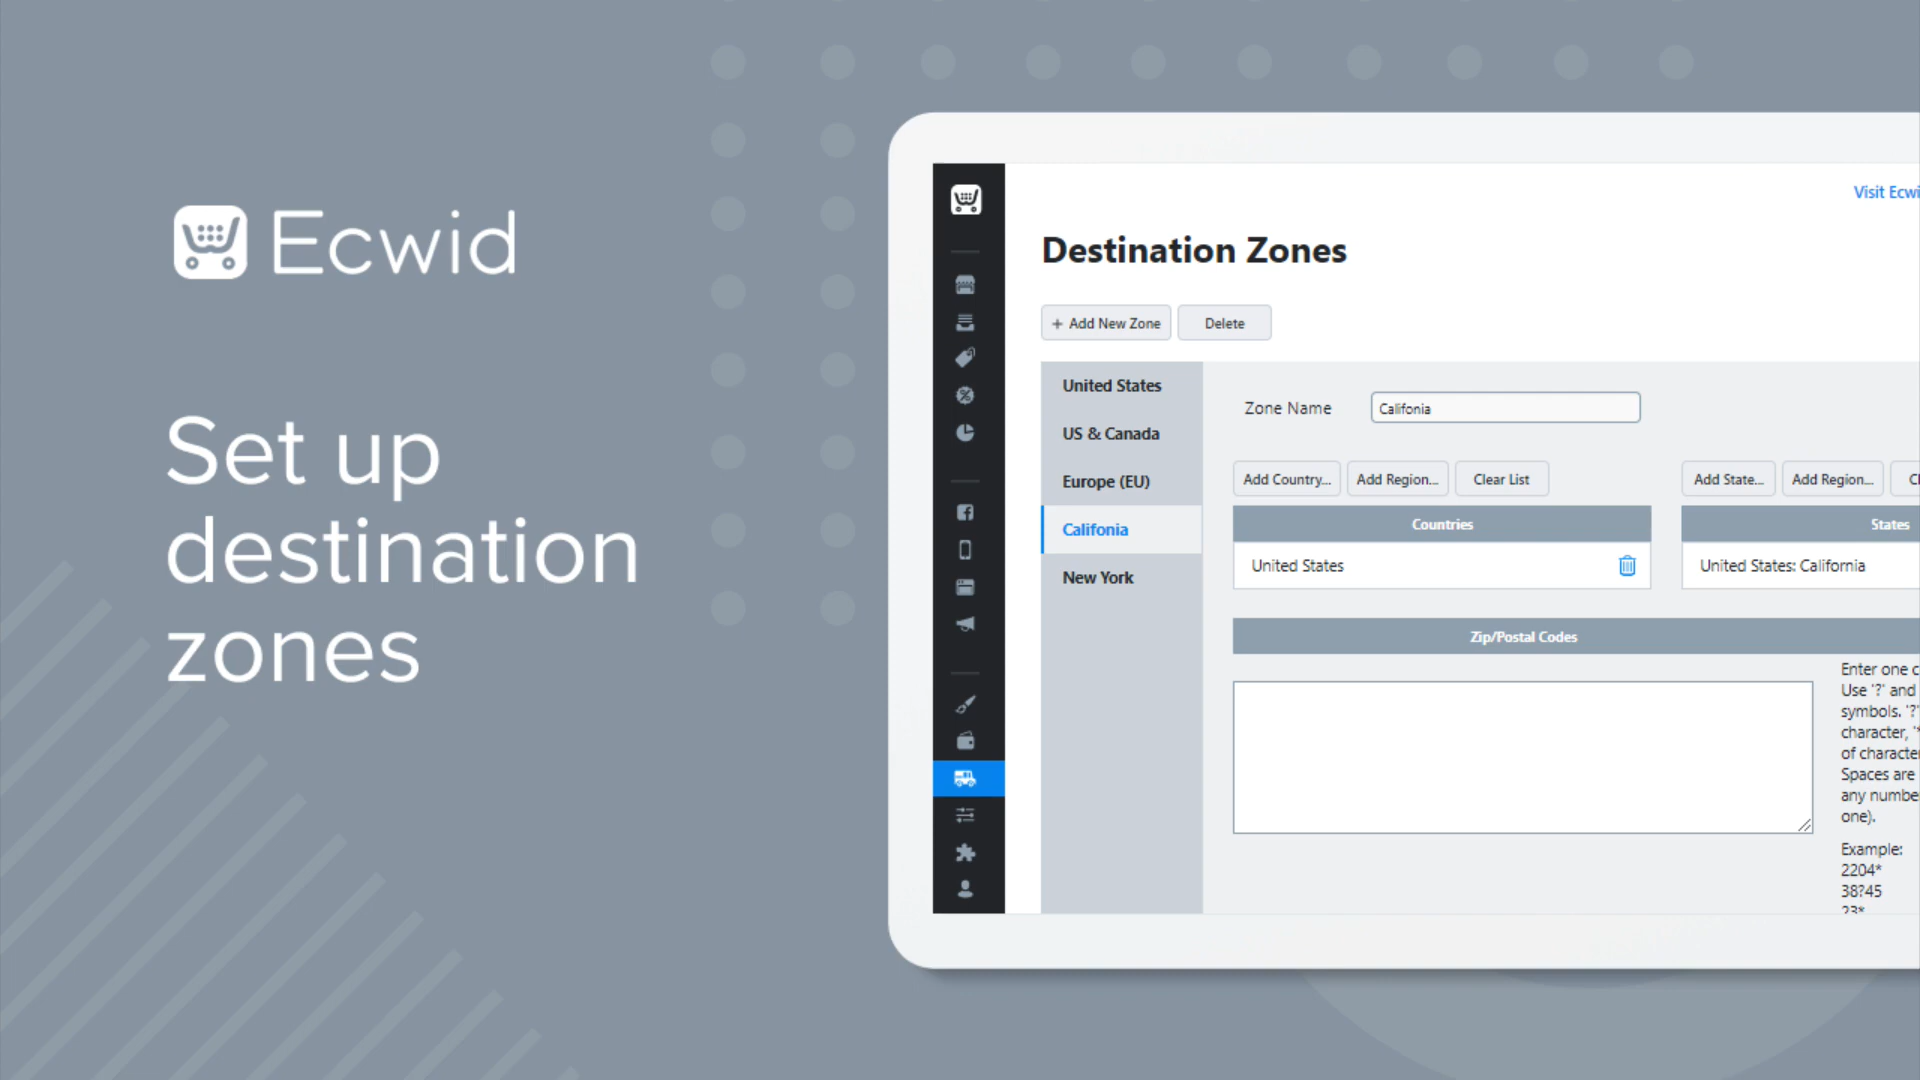 Ecwid
Set up
destination
zones
Visit Ecwi
Destination Zones
+ Add New Zone
Delete
United States
US & Canada
Europe (EU)
Califonia
New York
Zone Name
Califonia
Add Country...
Add Region...
Clear List
Add State...
Add Region...
Cl
Countries
United States
States
United States: California
Zip/Postal Codes
Enter one c
Use '?' and
symbols. '?'
character, '*
of character
Spaces are
any numbe
one).
Example:
2204*
38?45
23*